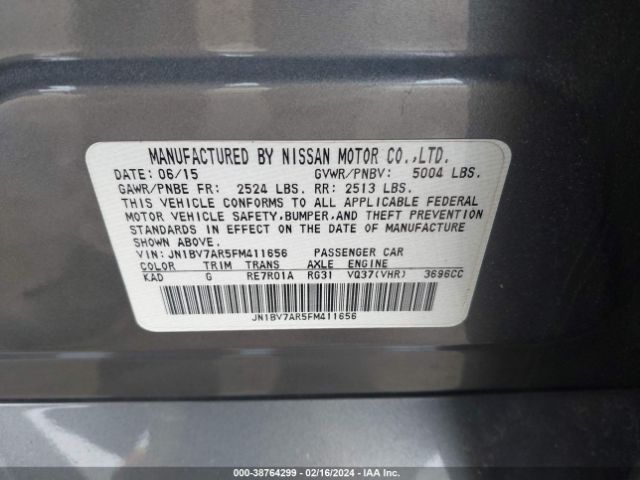 MANUFACTURED BY NISSAN MOTOR CO.,LTD.
DATE: 06/15 GVWR/PNBV: 5004 LBS.
GAWR/PNBE FR: 2524 LBS. RR: 2513 LBS.
THIS VEHICLE CONFORMS TO ALL APPLICABLE FEDERAL
MOTOR VEHICLE SAFETY,BUMPER,AND THEFT PREVENTION
STANDARDS IN EFFECT ON THE DATE OF MANUFACTURE
SHOWN ABOVE.
VIN: JN1BV7AR5FM411656 PASSENGER CAR
COLOR TRIM TRANS AXLE ENGINE
KAD G RE7R01A RG31 VQ37(VHR) 3696CC
JN1BV7AR5FM411656
000-38764299 - 02/16/2024 - IAA Inc.